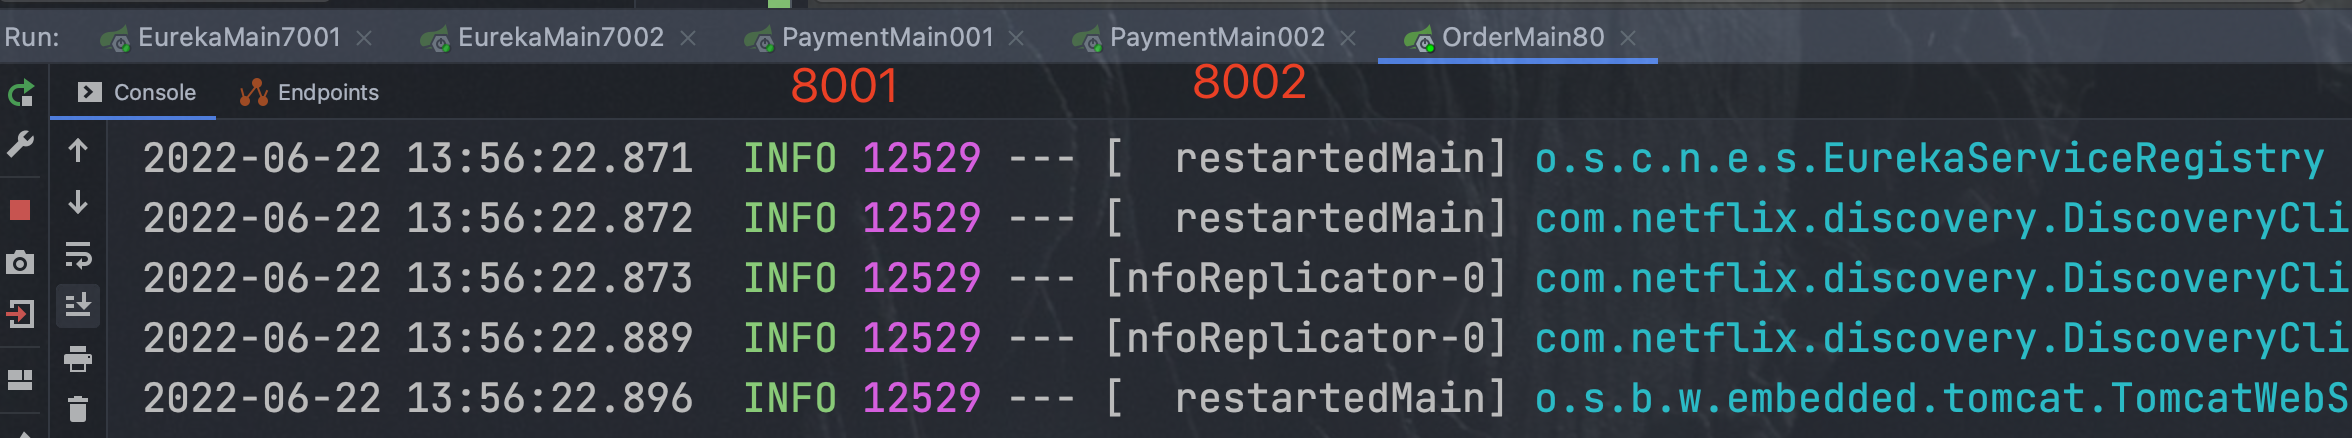 Run: EurekaMain7001 EurekaMain7002 PaymentMain001 PaymentMain002 OrderMain80
Console Endpoints 8001 8002
2022-06-22 13:56:22.871 INFO 12529 --- [ restartedMain] o.s.c.n.e.s.EurekaServiceRegistry
2022-06-22 13:56:22.872 INFO 12529 --- [ restartedMain] com.netflix.discovery.DiscoveryCli
2022-06-22 13:56:22.873 INFO 12529 --- [nfoReplicator-0] com.netflix.discovery.DiscoveryCli
2022-06-22 13:56:22.889 INFO 12529 --- [nfoReplicator-0] com.netflix.discovery.DiscoveryCli
2022-06-22 13:56:22.896 INFO 12529 --- [ restartedMain] o.s.b.w.embedded.tomcat.TomcatWebS